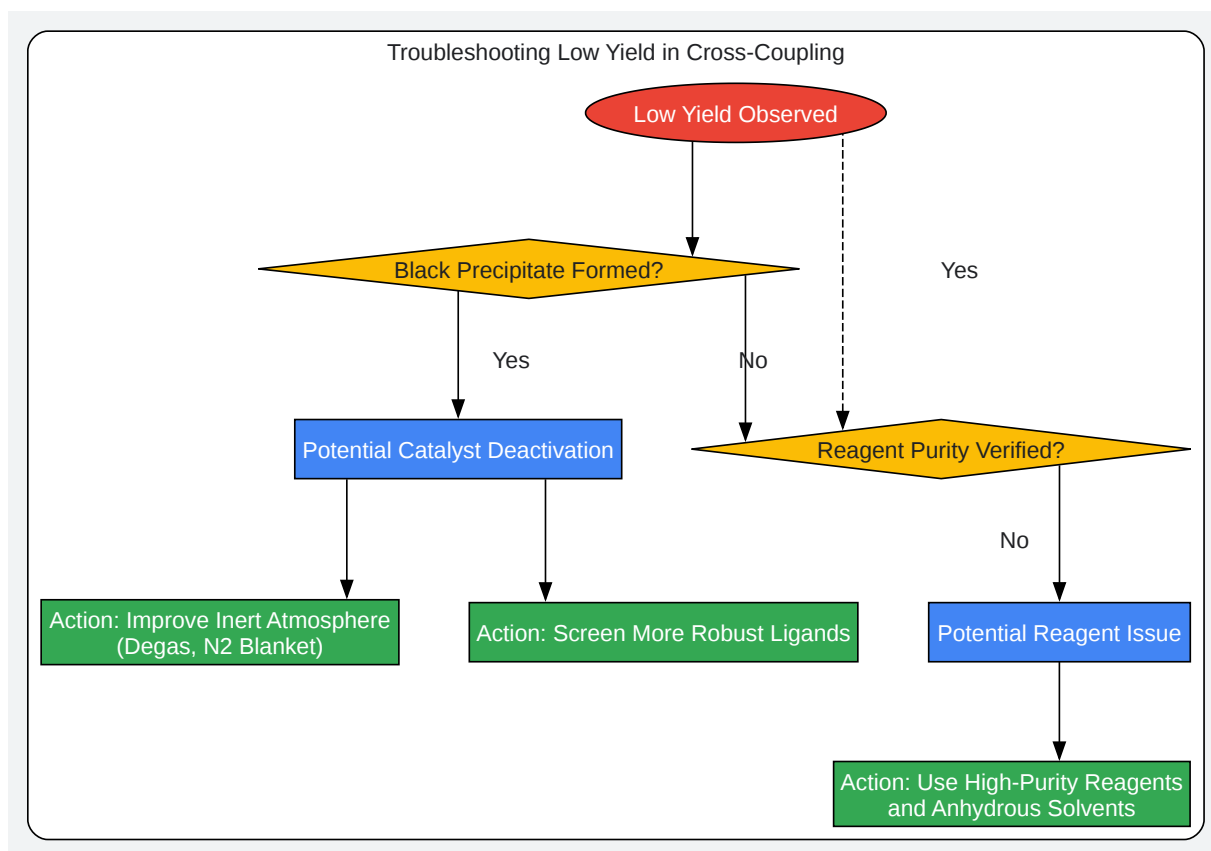 Troubleshooting Low Yield in Cross-Coupling
Low Yield Observed
Black Precipitate Formed?
Yes
Yes
No
Potential Catalyst Deactivation
Reagent Purity Verified?
No
Action: Improve Inert Atmosphere
(Degas, N2 Blanket)
Action: Screen More Robust Ligands
Potential Reagent Issue
Action: Use High-Purity Reagents
and Anhydrous Solvents